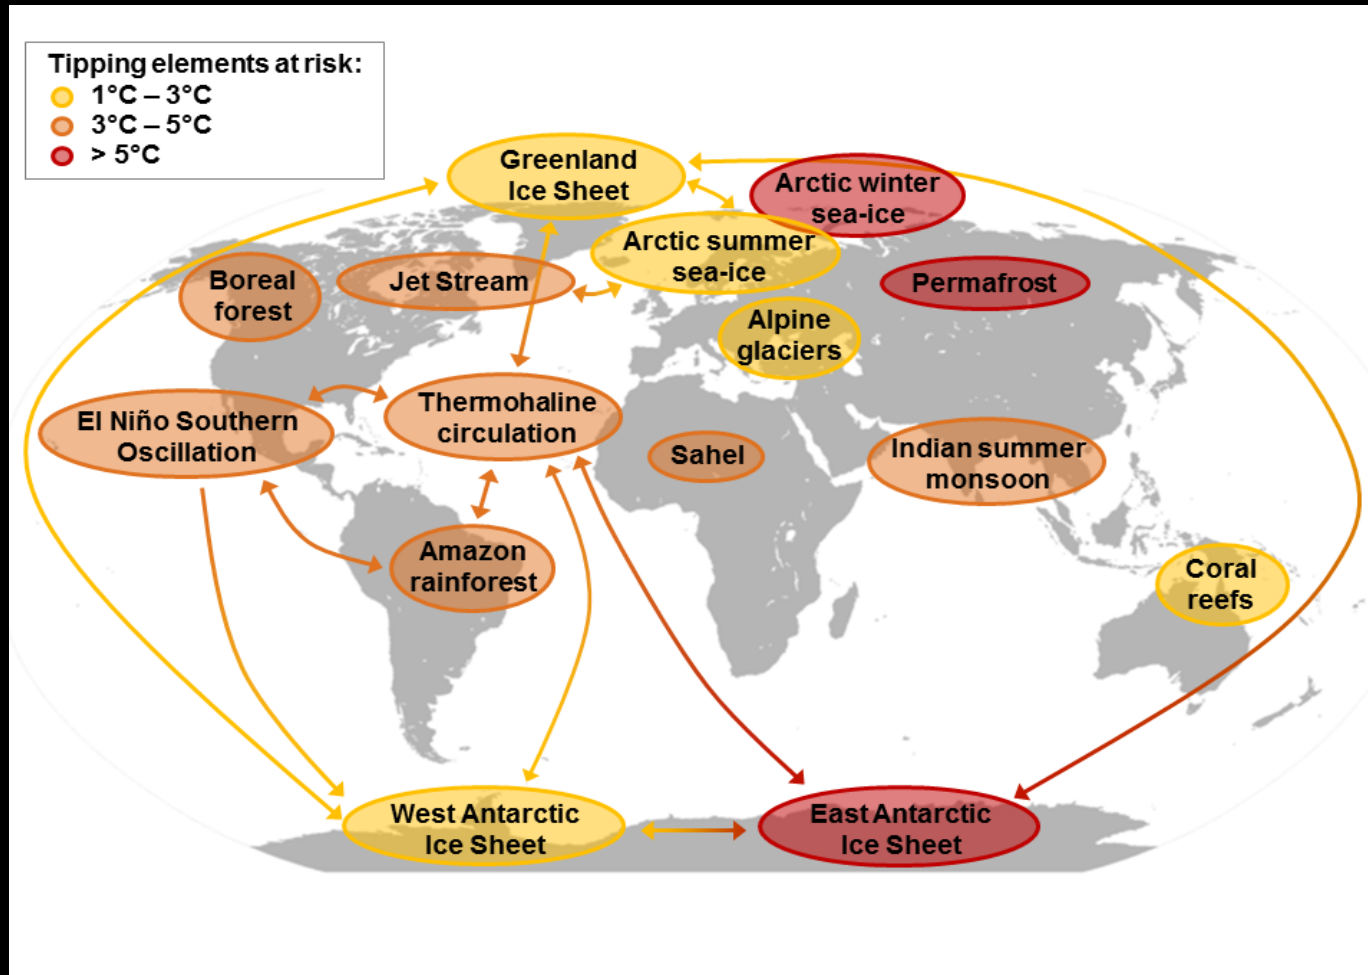 Tipping elements at risk:
1°C – 3°C
3°C – 5°C
> 5°C
Greenland
Ice Sheet
Arctic winter
sea-ice
Arctic summer
sea-ice
Boreal
forest
Jet Stream
Permafrost
Alpine
glaciers
El Niño Southern
Oscillation
Thermohaline
circulation
Sahel
Indian summer
monsoon
Amazon
rainforest
Coral
reefs
West Antarctic
Ice Sheet
East Antarctic
Ice Sheet